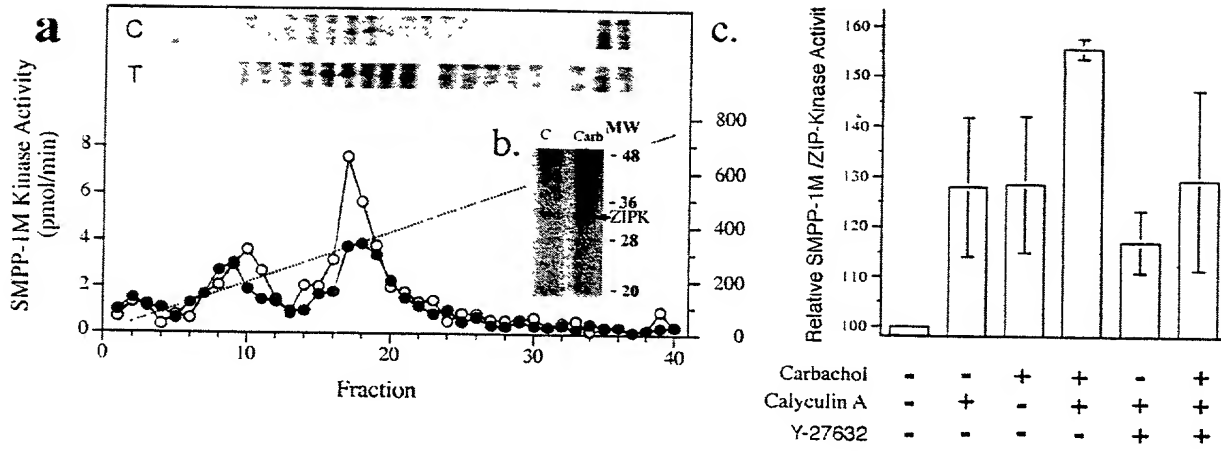 a
C
T
SMPP-1M Kinase Activity
(pmol/min)
8
6
4
2
0
0
10
20
30
40
Fraction
800
600
400
200
0
b.
C Carb MW
- 48
- 36
ZIPK
- 28
- 20
c.
Relative SMPP-1M /ZIP-Kinase Activit
160
150
140
130
120
110
100
Carbachol - - + + - +
Calyculin A - + - + + +
Y-27632 - - - - + +